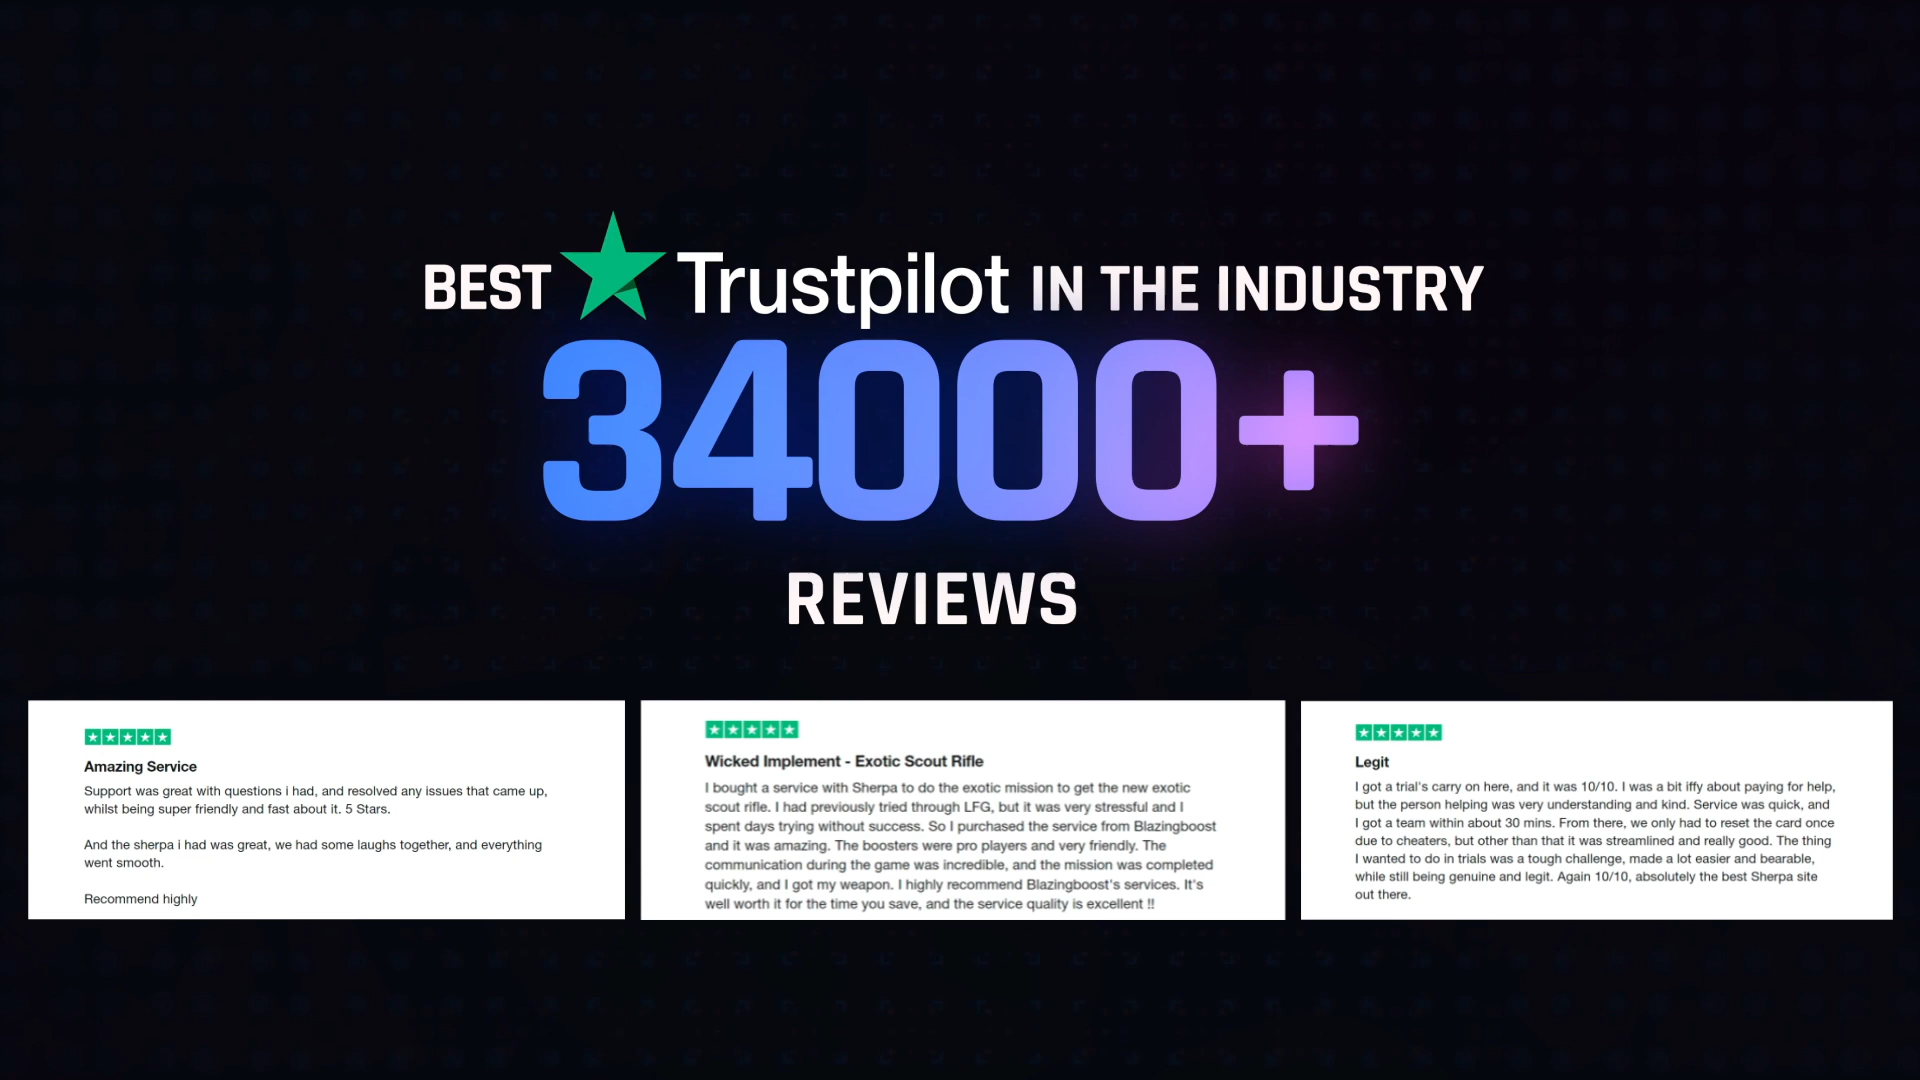 BEST Trustpilot IN THE INDUSTRY
34000+
REVIEWS
Amazing Service
Support was great with questions i had, and resolved any issues that came up,
whilst being super friendly and fast about it. 5 Stars.
And the sherpa i had was great, we had some laughs together, and everything
went smooth.
Recommend highly
Wicked Implement - Exotic Scout Rifle
I bought a service with Sherpa to do the exotic mission to get the new exotic
scout rifle. I had previously tried through LFG, but it was very stressful and I
spent days trying without success. So I purchased the service from Blazingboost
and it was amazing. The boosters were pro players and very friendly. The
communication during the game was incredible, and the mission was completed
quickly, and I got my weapon. I highly recommend Blazingboost's services. It's
well worth it for the time you save, and the service quality is excellent !!
Legit
I got a trial's carry on here, and it was 10/10. I was a bit iffy about paying for help,
but the person helping was very understanding and kind. Service was quick, and
I got a team within about 30 mins. From there, we only had to reset the card once
due to cheaters, but other than that it was streamlined and really good. The thing
I wanted to do in trials was a tough challenge, made a lot easier and bearable,
while still being genuine and legit. Again 10/10, absolutely the best Sherpa site
out there.